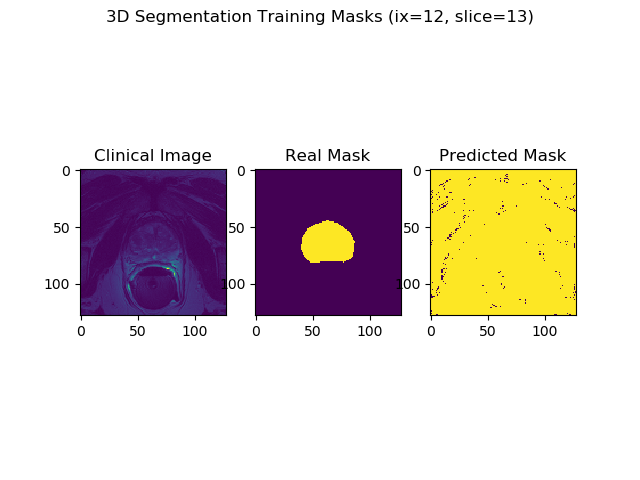 3D Segmentation Training Masks (ix=12, slice=13)
Clinical Image Real Mask Predicted Mask
0 0 0
50 50 50
100 100 100
0 50 100 0 50 100 0 50 100